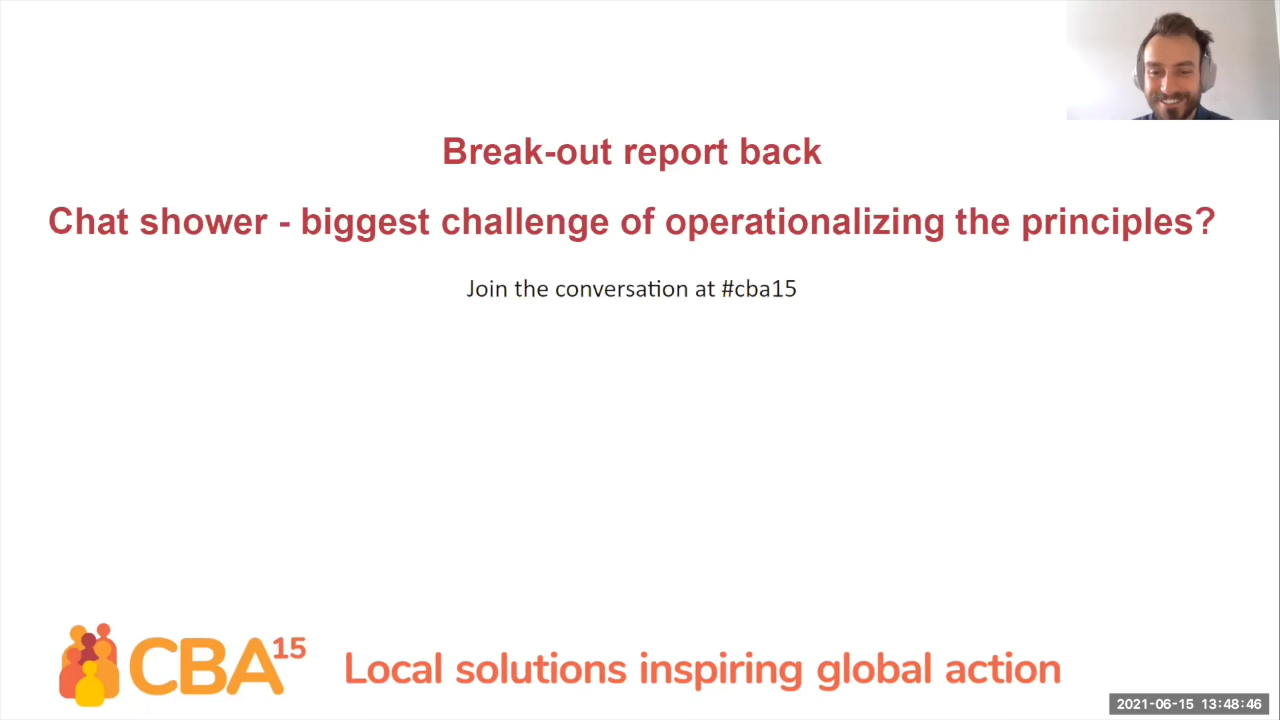 Break-out report back
Chat shower - biggest challenge of operationalizing the principles?
Join the conversation at #cba15
CBA15
Local solutions inspiring global action
2021-06-15 13:48:46